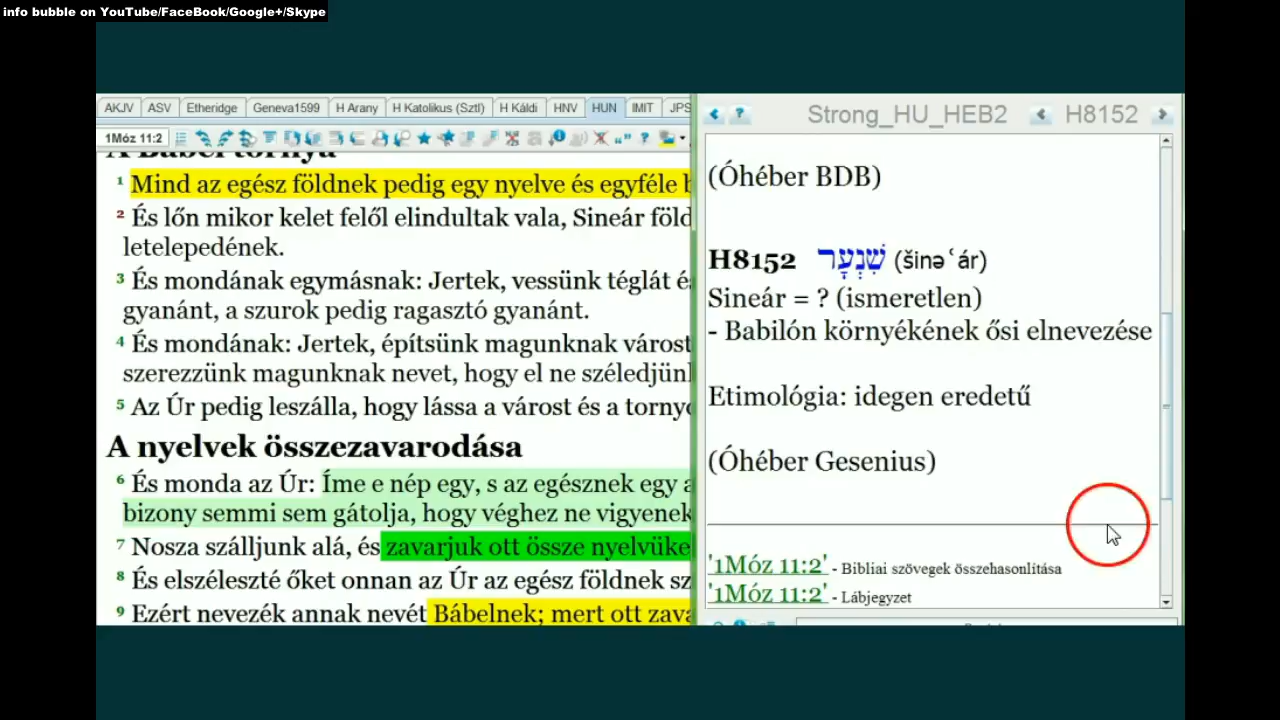 info bubble on YouTube/FaceBook/Google+/Skype
AKJV ASV Etheridge Geneva1599 H Arany H Katolikus (Sztl) H Káldi HNV HUN IMIT JPS
1Móz 11:2
A Bábel tornya
1 Mind az egész földnek pedig egy nyelve és egyféle
2 És lőn mikor kelet felől elindultak vala, Sineár föld
letelepedének.
3 És mondának egymásnak: Jertek, vessünk téglát é
gyanánt, a szurok pedig ragasztó gyanánt.
4 És mondának: Jertek, építsünk magunknak várost
szerezzünk magunknak nevet, hogy el ne széledjün
5 Az Úr pedig leszálla, hogy lássa a várost és a torny
A nyelvek összezavarodása
6 És monda az Úr: Íme e nép egy, s az egésznek egy a
bizony semmi sem gátolja, hogy véghez ne vigyenek
7 Nosza szálljunk alá, és zavarjuk ott össze nyelvüke
8 És elszéleszté őket onnan az Úr az egész földnek sz
9 Ezért nevezék annak nevét Bábelnek; mert ott zava
Strong_HU_HEB2 H8152
(Óhéber BDB)
H8152 שִׁנְעָר (šinəʿár)
Sineár = ? (ismeretlen)
- Babilón környékének ősi elnevezése
Etimológia: idegen eredetű
(Óhéber Gesenius)
'1Móz 11:2' - Bibliai szövegek összehasonlítása
'1Móz 11:2' - Lábjegyzet